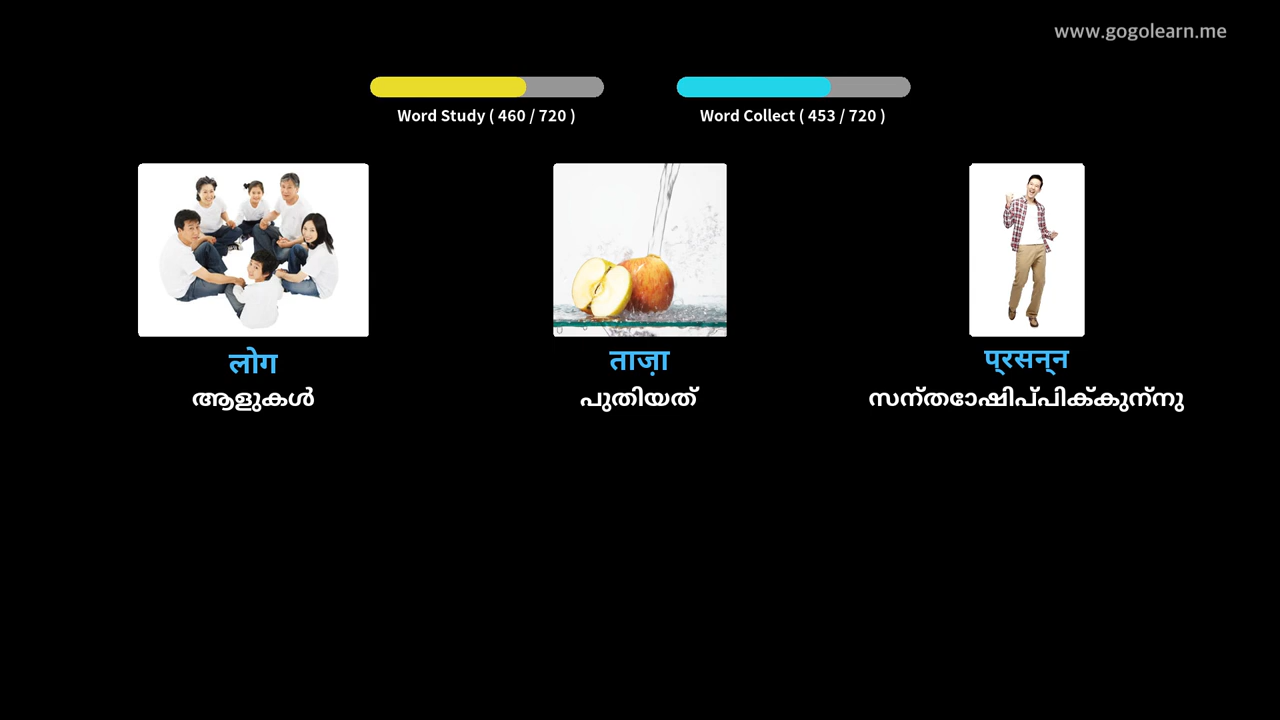 www.gogolearn.me
Word Study ( 460 / 720 )
Word Collect ( 453 / 720 )
लोग
ताज़ा
प्रसन्न
ആളുകൾ
പുതിയത്
സന്തോഷിപ്പിക്കുന്നു